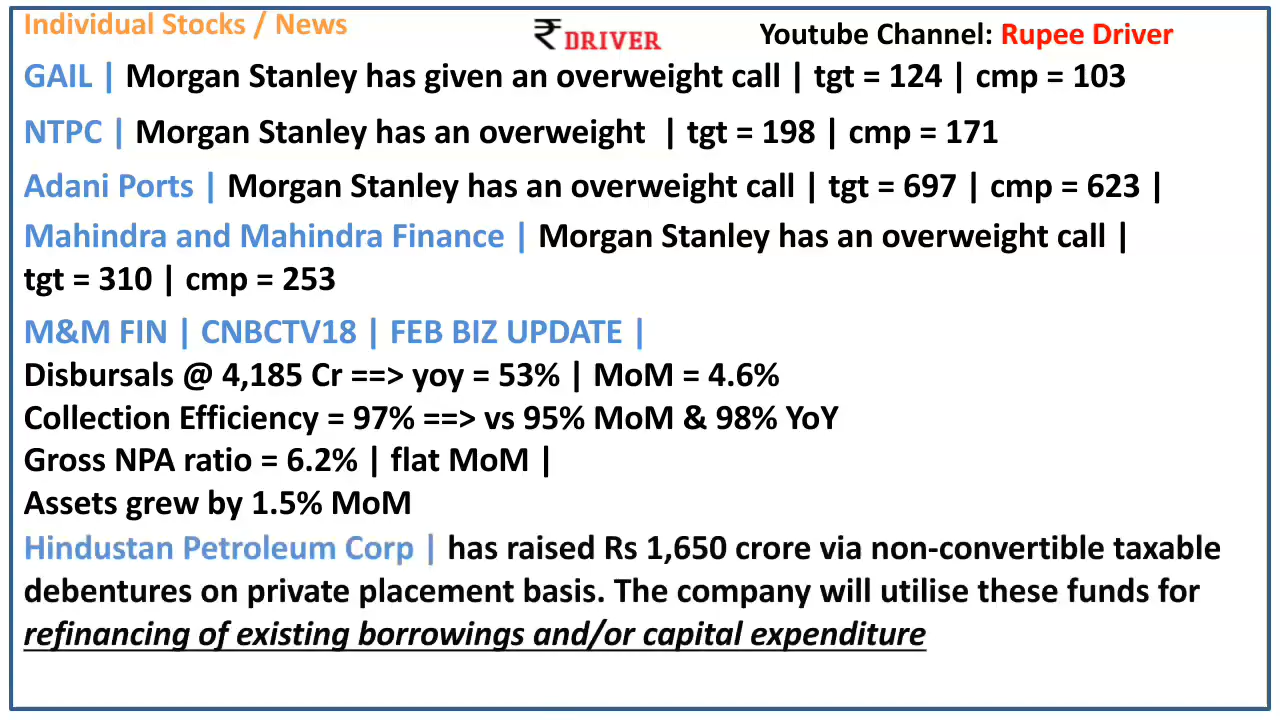 Individual Stocks / News
₹ DRIVER
Youtube Channel: Rupee Driver
GAIL | Morgan Stanley has given an overweight call | tgt = 124 | cmp = 103
NTPC | Morgan Stanley has an overweight | tgt = 198 | cmp = 171
Adani Ports | Morgan Stanley has an overweight call | tgt = 697 | cmp = 623 |
Mahindra and Mahindra Finance | Morgan Stanley has an overweight call |
tgt = 310 | cmp = 253
M&M FIN | CNBCTV18 | FEB BIZ UPDATE |
Disbursals @ 4,185 Cr ==> yoy = 53% | MoM = 4.6%
Collection Efficiency = 97% ==> vs 95% MoM & 98% YoY
Gross NPA ratio = 6.2% | flat MoM |
Assets grew by 1.5% MoM
Hindustan Petroleum Corp | has raised Rs 1,650 crore via non-convertible taxable
debentures on private placement basis. The company will utilise these funds for
refinancing of existing borrowings and/or capital expenditure